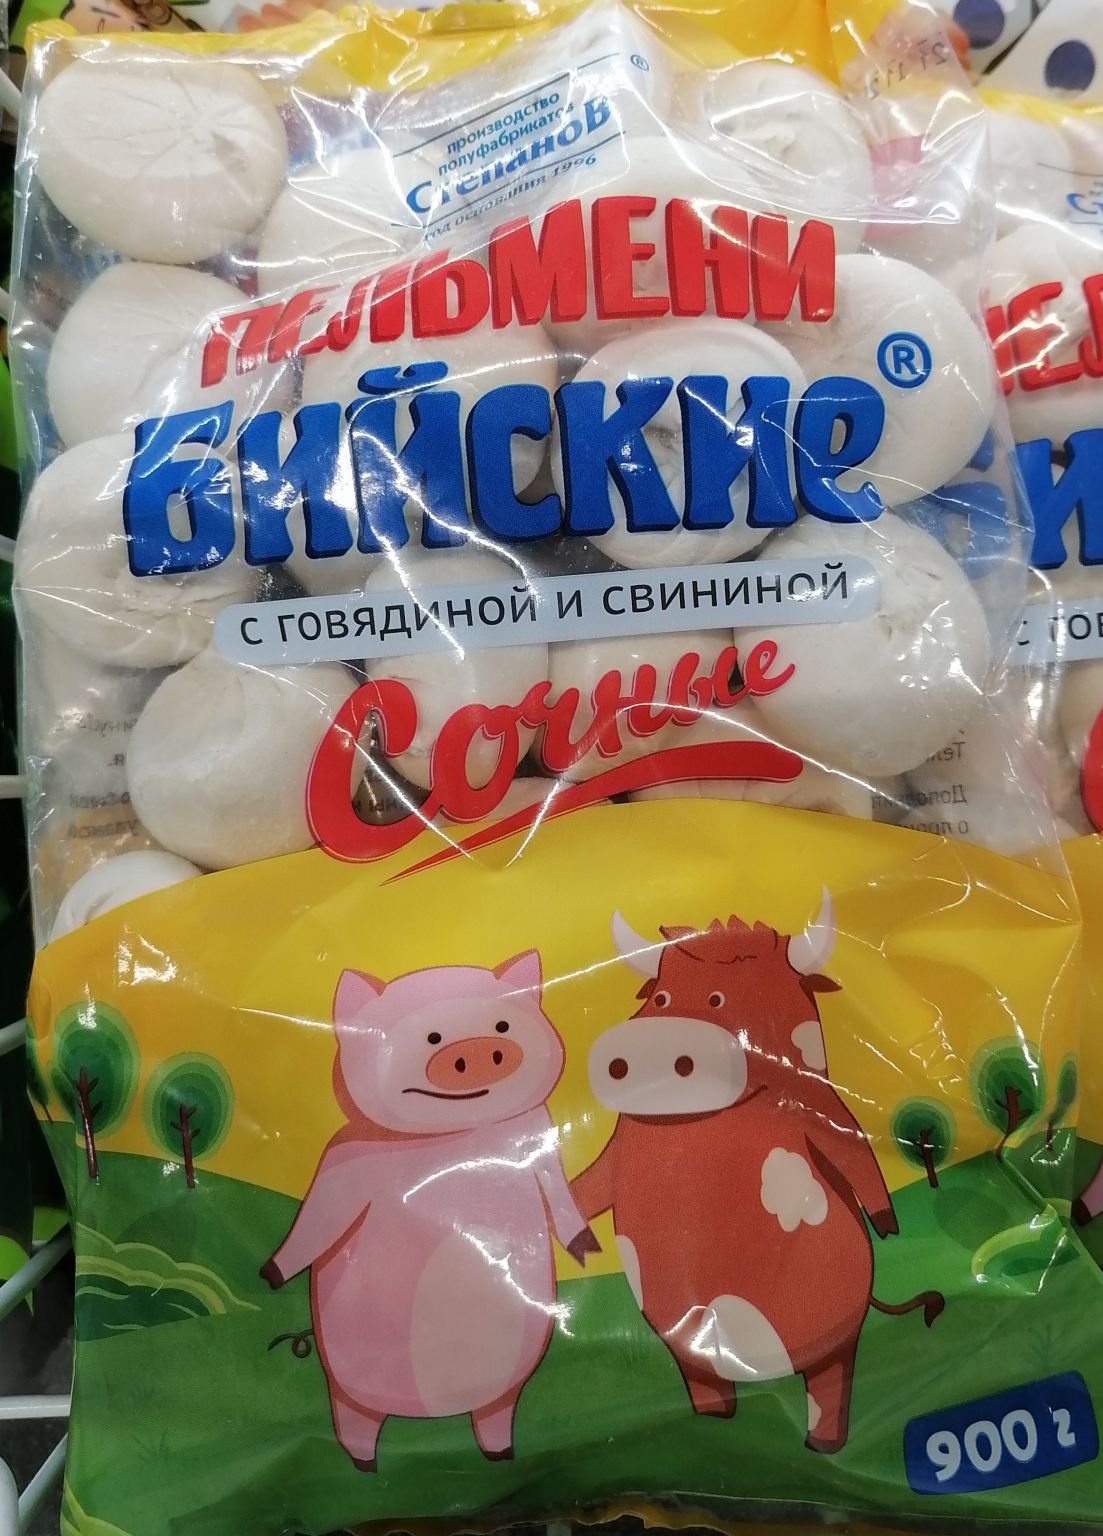 производство
полуфабрикатов
Степанов®
год основания 1996
ПЕЛЬМЕНИ
Бийские®
С ГОВЯДИНОЙ И СВИНИНОЙ
Сочные
900 г